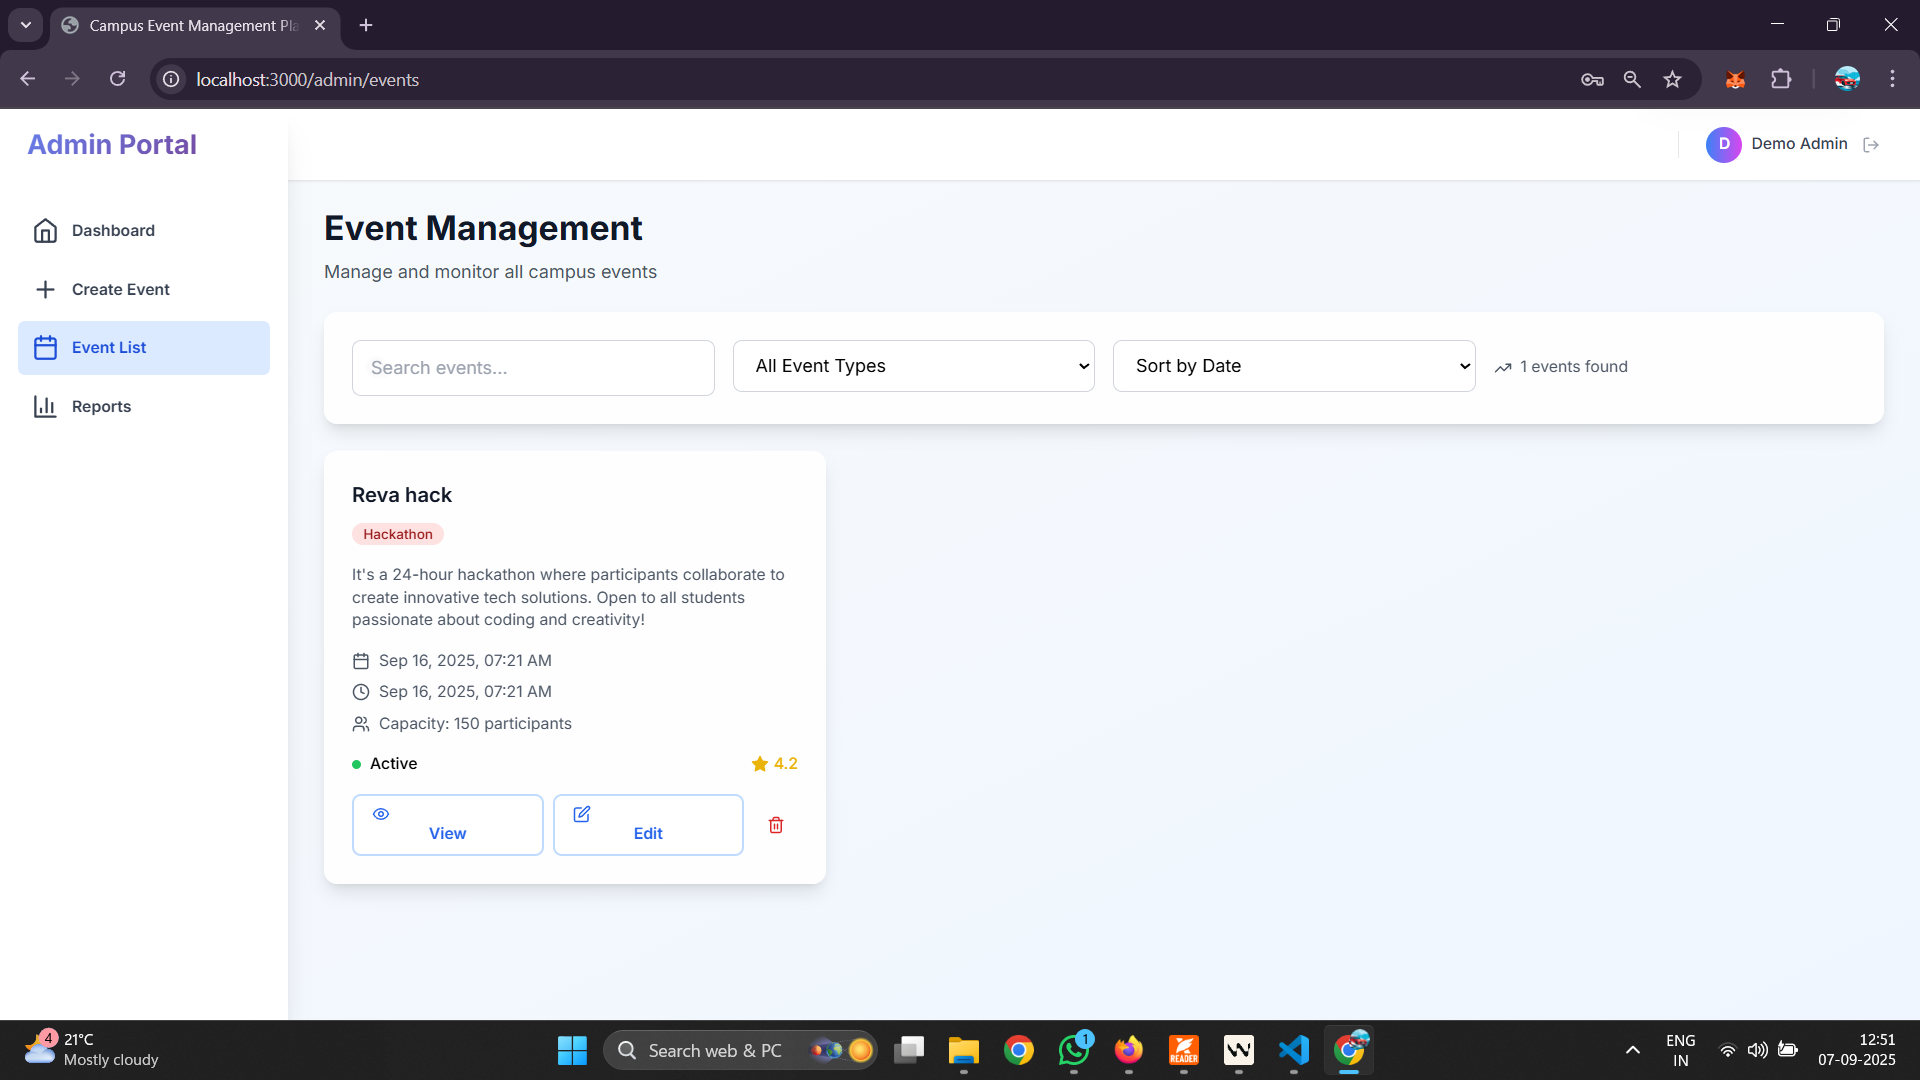 Campus Event Management Pla
localhost:3000/admin/events
Admin Portal
D
Demo Admin
Dashboard
Create Event
Event List
Reports
Event Management
Manage and monitor all campus events
Search events...
All Event Types
Sort by Date
1 events found
Reva hack
Hackathon
It's a 24-hour hackathon where participants collaborate to
create innovative tech solutions. Open to all students
passionate about coding and creativity!
Sep 16, 2025, 07:21 AM
Sep 16, 2025, 07:21 AM
Capacity: 150 participants
Active
4.2
View
Edit
4
21°C
Mostly cloudy
Search web & PC
1
READER
ENG
IN
12:51
07-09-2025